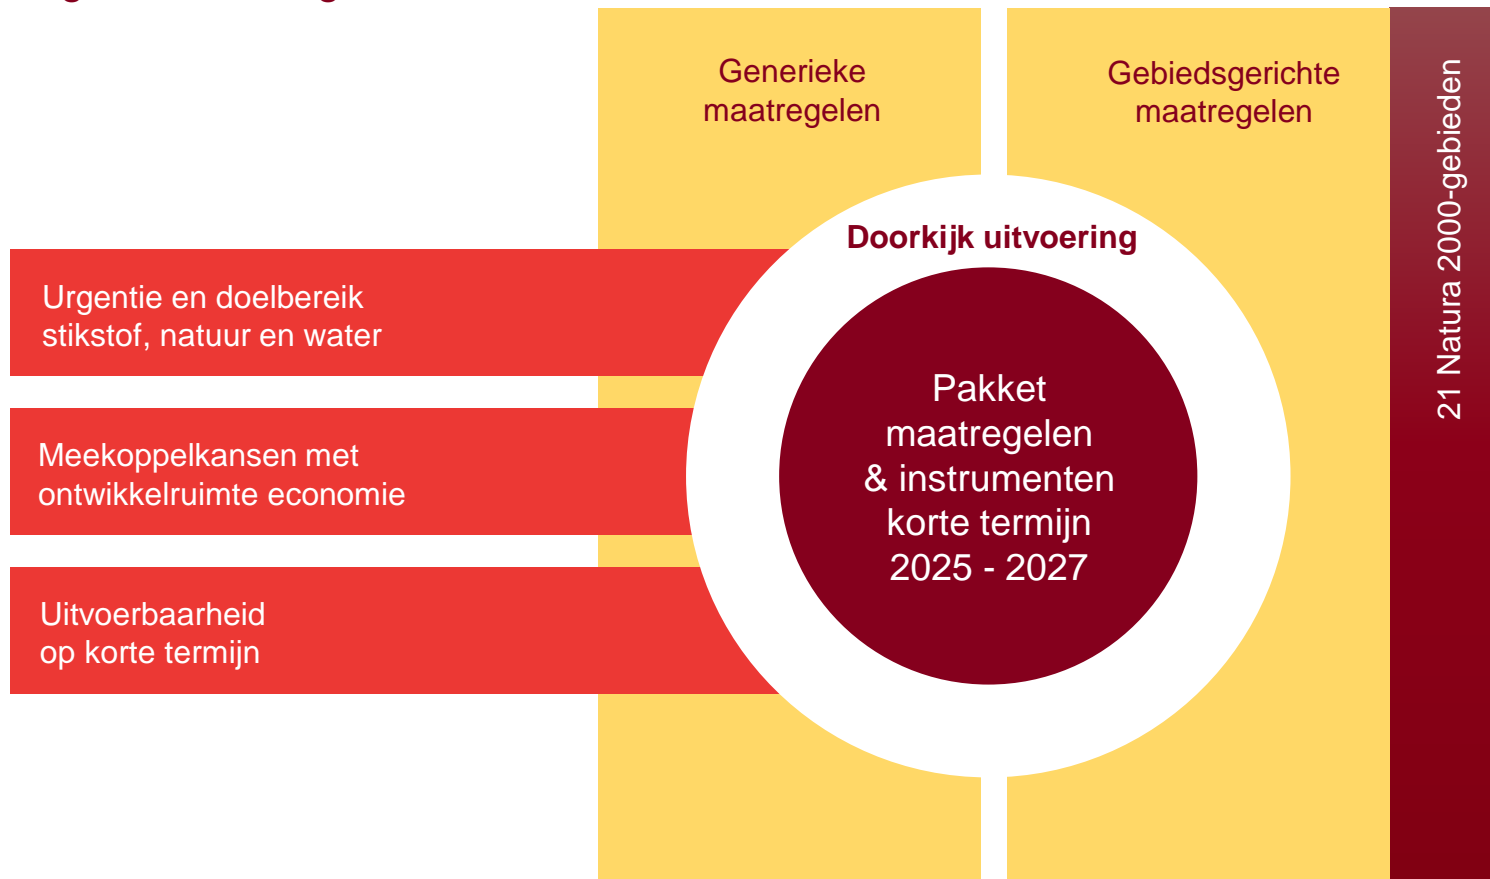 Generieke
maatregelen
Gebiedsgerichte
maatregelen
21 Natura 2000-gebieden
Doorkijk uitvoering
Urgentie en doelbereik
stikstof, natuur en water
Meekoppelkansen met
ontwikkelruimte economie
Uitvoerbaarheid
op korte termijn
Pakket
maatregelen
& instrumenten
korte termijn
2025 - 2027